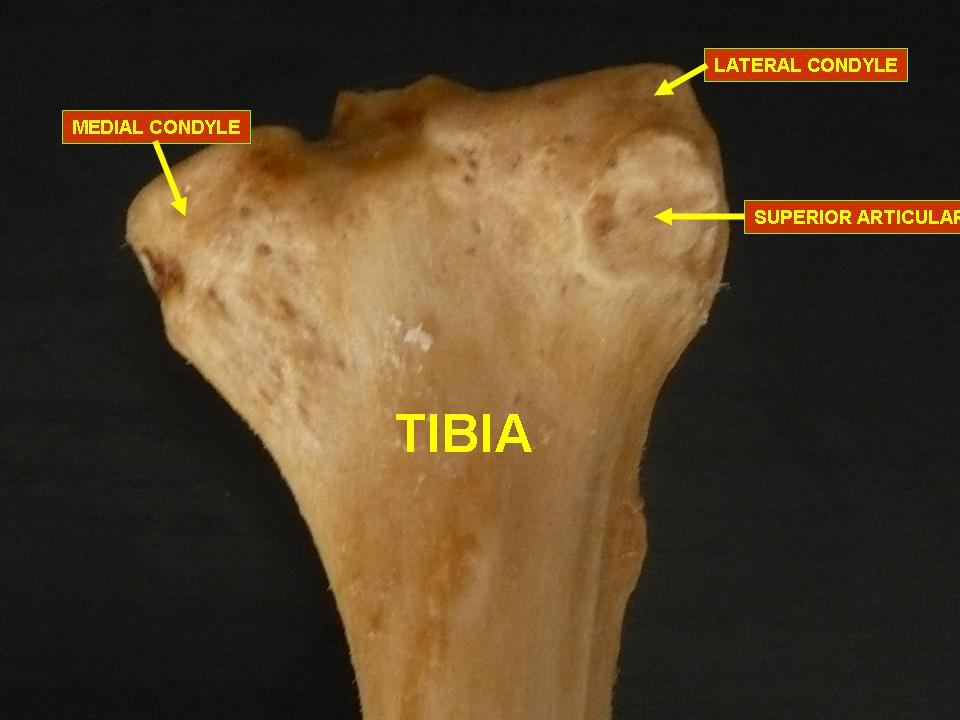 LATERAL CONDYLE
MEDIAL CONDYLE
SUPERIOR ARTICULAR
TIBIA